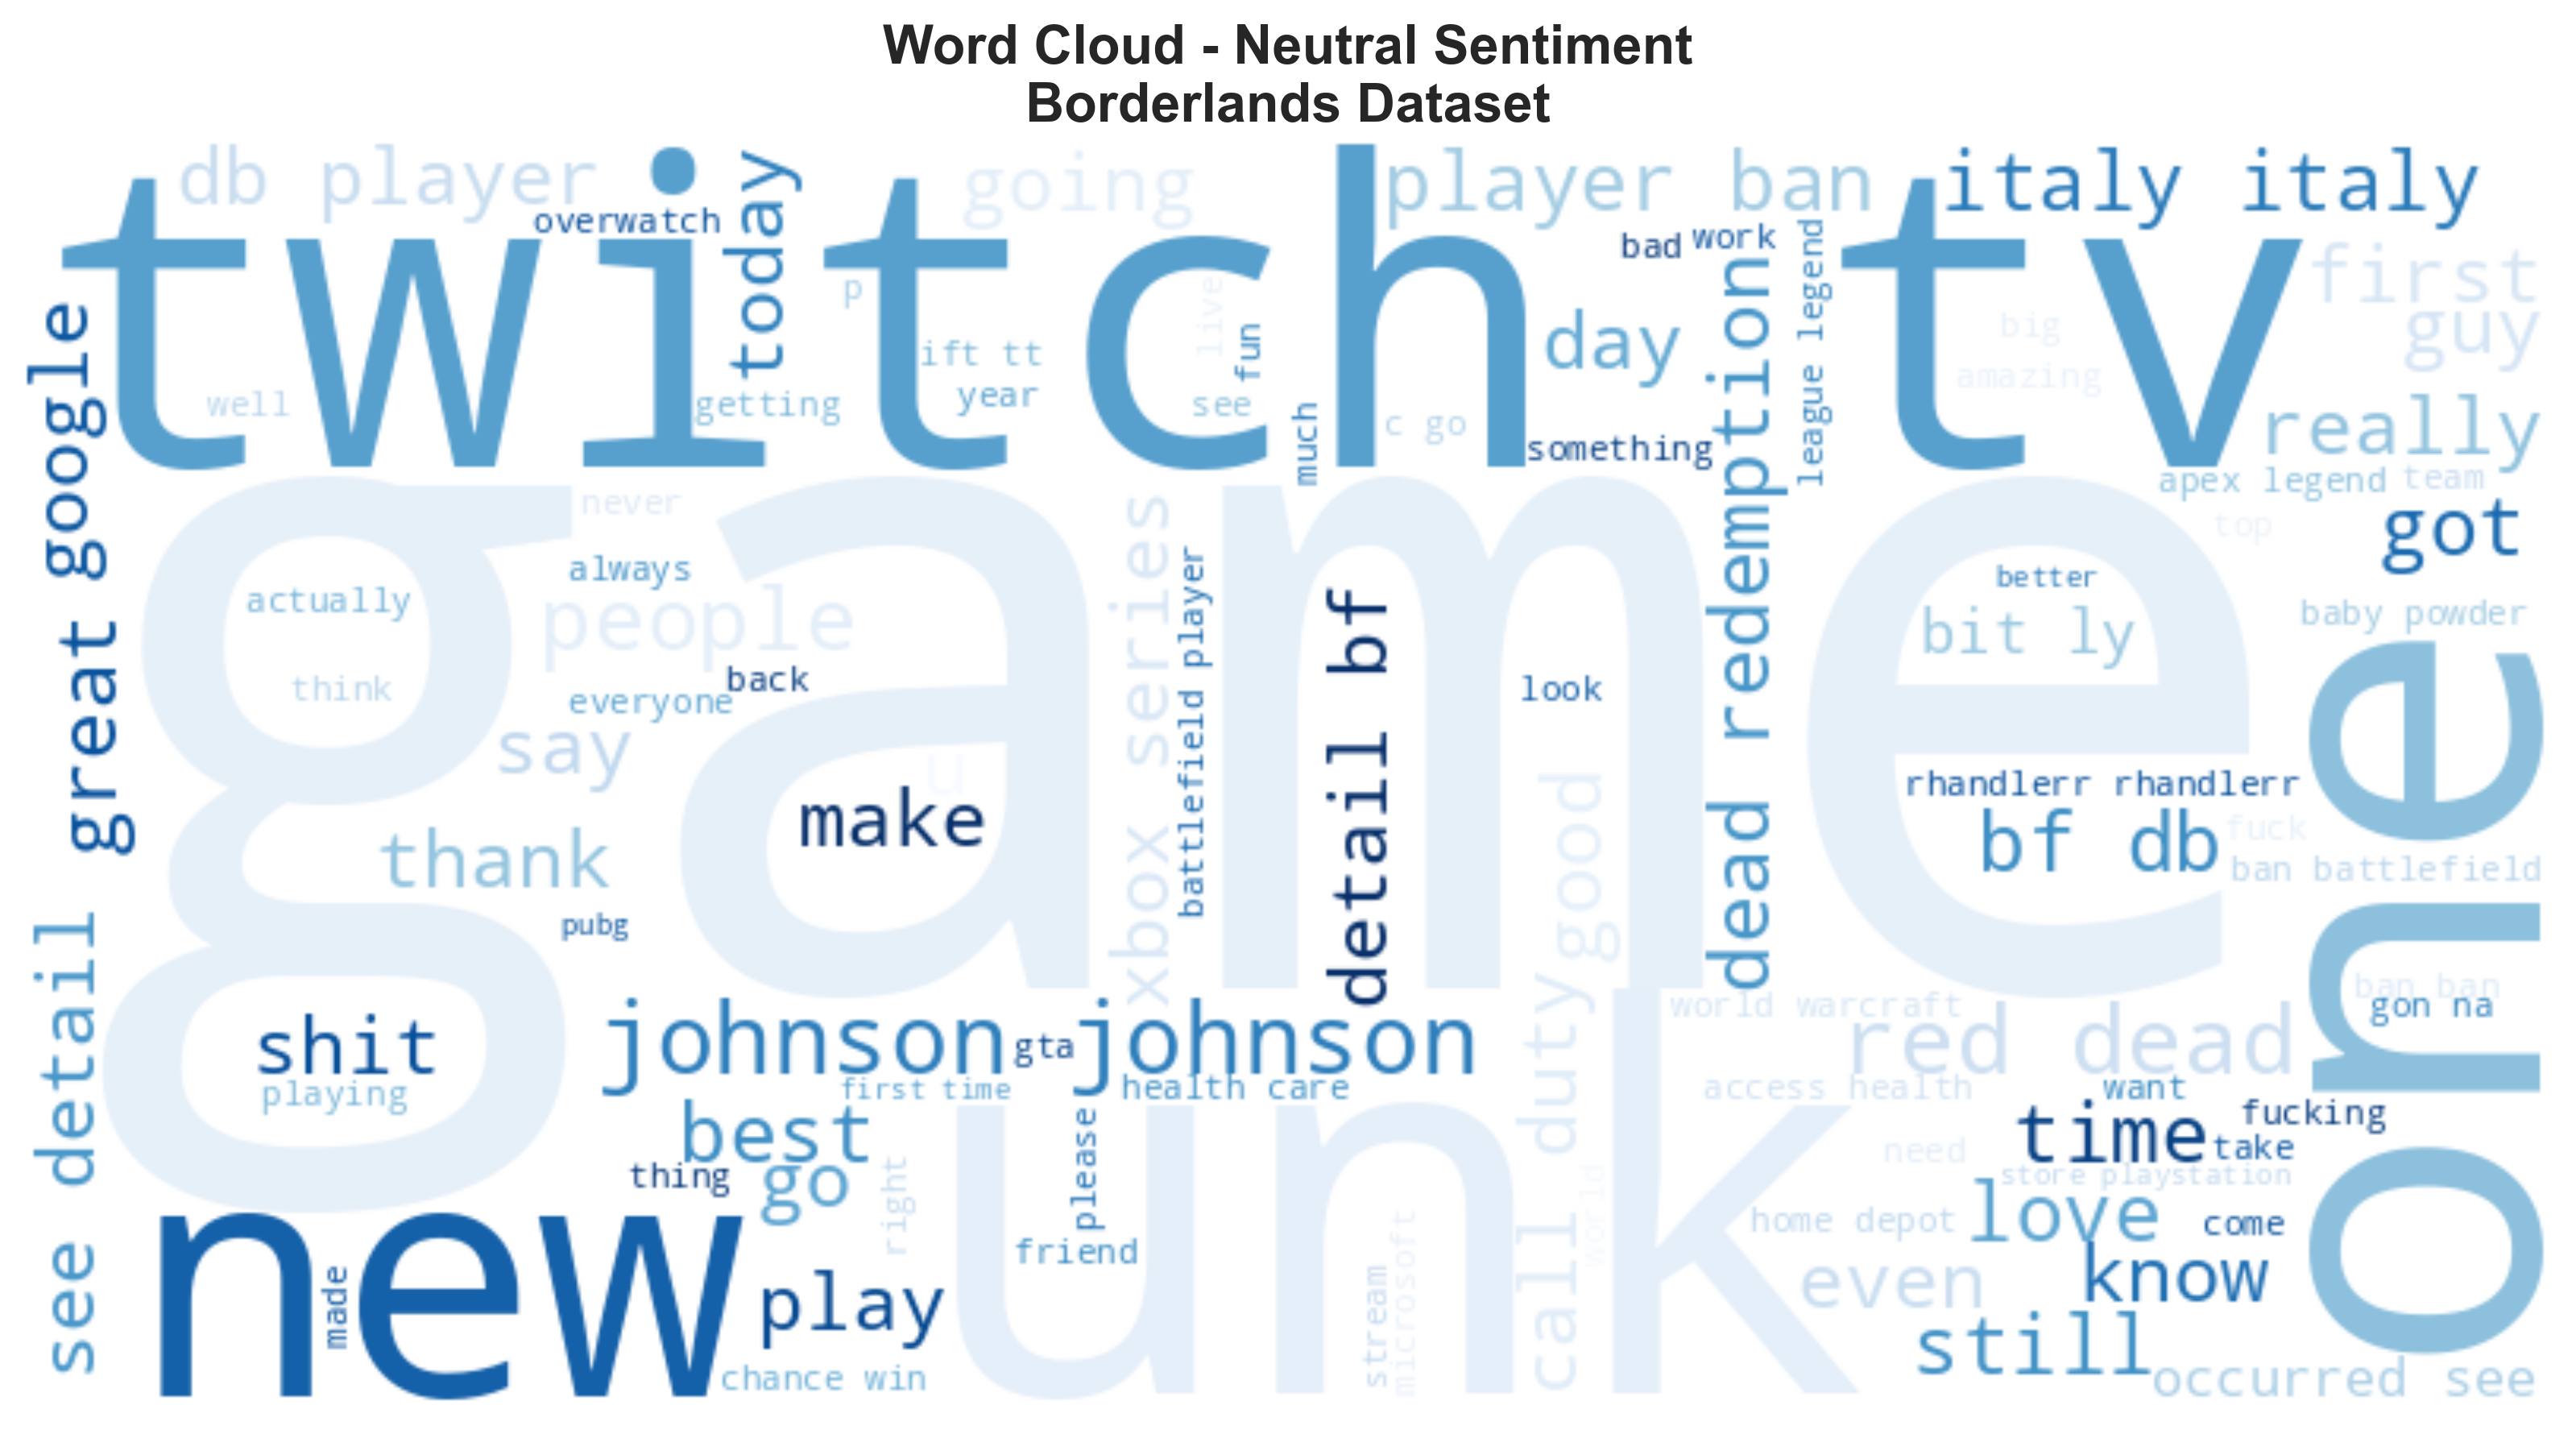 Word Cloud - Neutral Sentiment
Borderlands Dataset
db player
going
player ban
italy italy
overwatch
today
twitch tv
bad
work
first
guy
p
live
fun
league legend
day
big
amazing
ift tt
year
well
getting
see
c go
much
something
really
great google
apex legend
team
top
got
never
always
actually
people
game
xbox series
battlefield player
detail bf
dead redemption
better
bit ly
baby powder
think
everyone
back
look
say
u
make
good
rhandlerr rhandlerr
bf db
fuck
ban battlefield
thank
pubg
one
see detail
shit
playing
johnson johnson
gta
first time
health care
call duty
world warcraft
red dead
ban ban
gon na
access health
want
fucking
best
time
take
thing
go
right
please
unk
need
store playstation
world
home depot
love
come
new
made
friend
stream
microsoft
even
know
play
chance win
still
occurred see